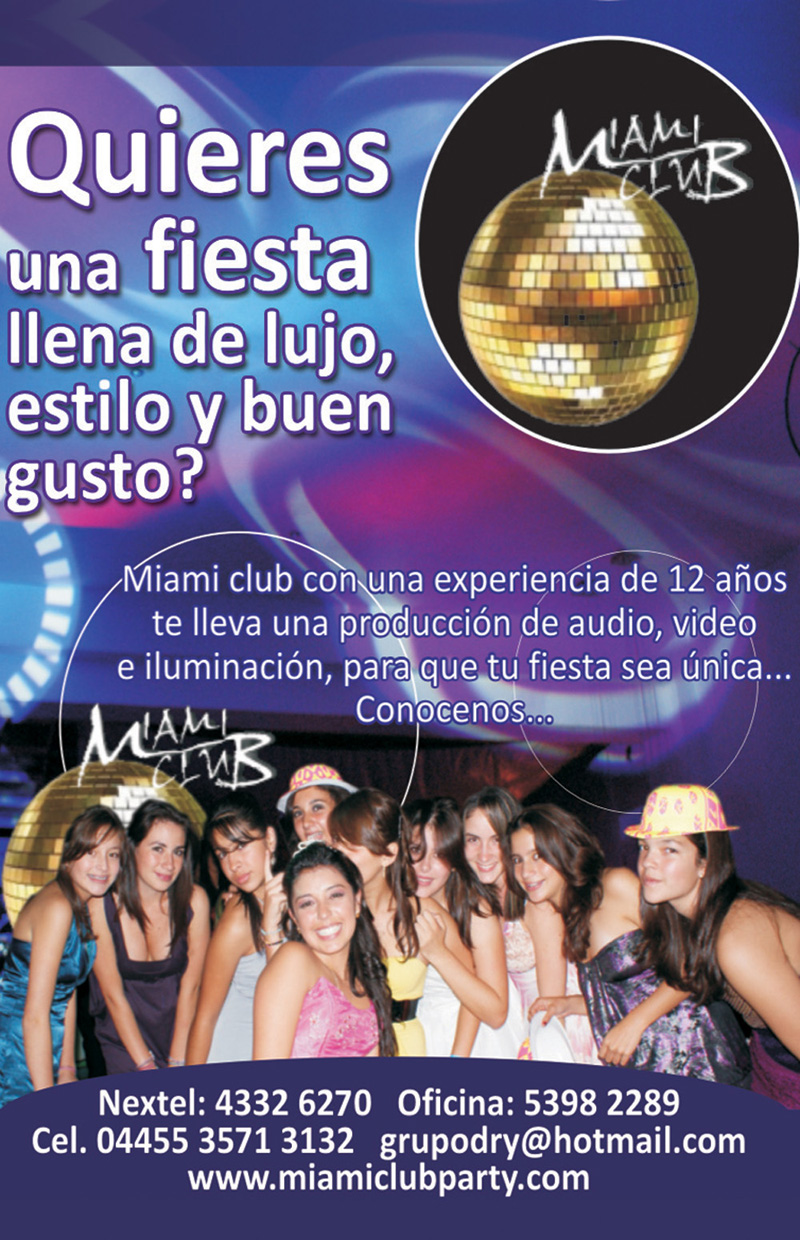 MIAMI
CLUB
Quieres
una fiesta
llena de lujo,
estilo y buen
gusto?
Miami club con una experiencia de 12 años
te lleva una producción de audio, video
e iluminación, para que tu fiesta sea única...
Conocenos...
MIAMI
CLUB
Nextel: 4332 6270 Oficina: 5398 2289
Cel. 04455 3571 3132 grupodry@hotmail.com
www.miamiclubparty.com